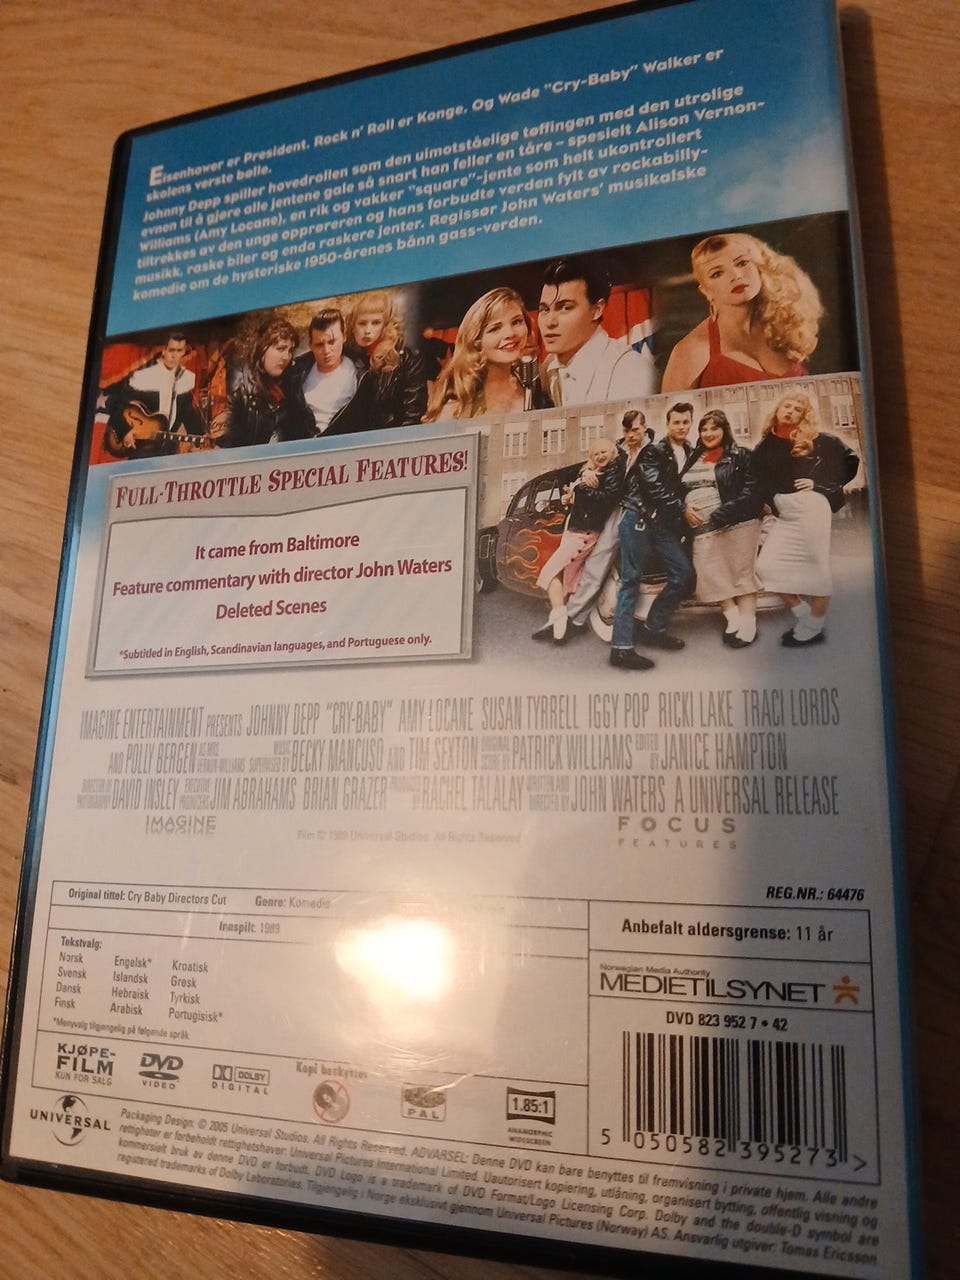 Eisenhower er President. Rock n' Roll er Konge. Og Wade "Cry-Baby" Walker er
skolens verste bølle.
Johnny Depp spiller hovedrollen som den uimotståelige tøffingen med den utrolige
evnen til å gjøre alle jentene gale så snart han feller en tåre – spesielt Alison Vernon-
Williams (Amy Locane), en rik og vakker "square"-jente som helt ukontrollert
tiltrekkes av den unge opprøreren og hans forbudte verden fylt av rockabilly-
musikk, raske biler og enda raskere jenter. Regissør John Waters' musikalske
komedie om de hysteriske 1950-årenes bånn gass-verden.
FULL-THROTTLE SPECIAL FEATURES!
It came from Baltimore
Feature commentary with director John Waters
Deleted Scenes
*Subtitled in English, Scandinavian languages, and Portuguese only.
IMAGINE ENTERTAINMENT PRESENTS JOHNNY DEPP "CRY-BABY" AMY LOCANE SUSAN TYRRELL IGGY POP RICKI LAKE TRACI LORDS
AND POLLY BERGEN AS MRS. VERNON-WILLIAMS MUSIC SUPERVISED BY BECKY MANCUSO AND TIM SEXTON ORIGINAL SCORE BY PATRICK WILLIAMS EDITED BY JANICE HAMPTON
DIRECTOR OF PHOTOGRAPHY DAVID INSLEY EXECUTIVE PRODUCERS JIM ABRAHAMS BRIAN GRAZER PRODUCED BY RACHEL TALALAY WRITTEN AND DIRECTED BY JOHN WATERS A UNIVERSAL RELEASE
IMAGINE
FOCUS
FEATURES
Film © 1989 Universal Studios. All Rights Reserved
REG.NR.: 64476
Original tittel: Cry Baby Directors Cut Genre: Komedie
Innspilt: 1989
Anbefalt aldersgrense: 11 år
Tekstvalg:
Norsk Engelsk* Kroatisk
Svensk Islandsk Gresk
Dansk Hebraisk Tyrkisk
Finsk Arabisk Portugisisk*
*Menyvalg tilgjengelig på følgende språk.
Norwegian Media Authority
MEDIETILSYNET
DVD 823 952 7 • 42
KJØPE-
FILM
KUN FOR SALG
DVD
VIDEO
DOLBY
DIGITAL
Kopi beskyttet
PAL
1.85:1
ANAMORPHIC
WIDESCREEN
5 050582 395273 >
UNIVERSAL
Packaging Design. © 2005 Universal Studios. All Rights Reserved. ADVARSEL: Denne DVD kan bare benyttes til fremvisning i private hjem. Alle andre
rettigheter er forbeholdt rettighetshaver: Universal Pictures International Limited. Uautorisert kopiering, utlåning, organisert bytting, offentlig visning og
kommersielt bruk av denne DVD er forbudt. DVD Logo is a trademark of DVD Format/Logo Licensing Corp. Dolby and the double-D symbol are
registered trademarks of Dolby Laboratories. Tilgjengelig i Norge eksklusivt gjennom Universal Pictures (Norway) AS. Ansvarlig utgiver: Tomas Ericsson